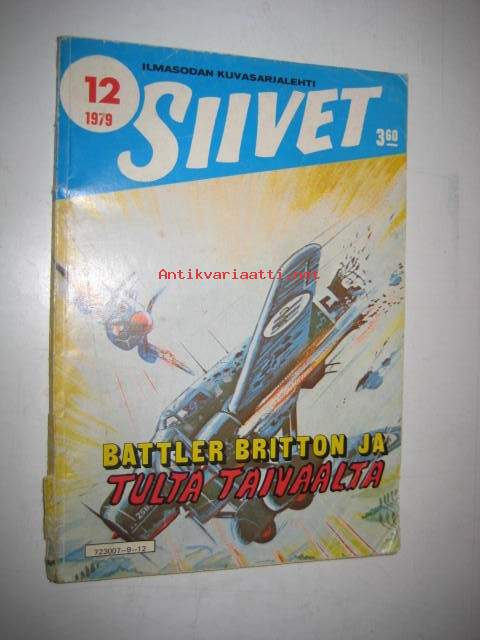 ILMASODAN KUVASARJALEHTI
12
1979
SIIVET
3.60
Antikvariaatti.net
BATTLER BRITTON JA
TULTA TAIVAALTA
723007-9-12